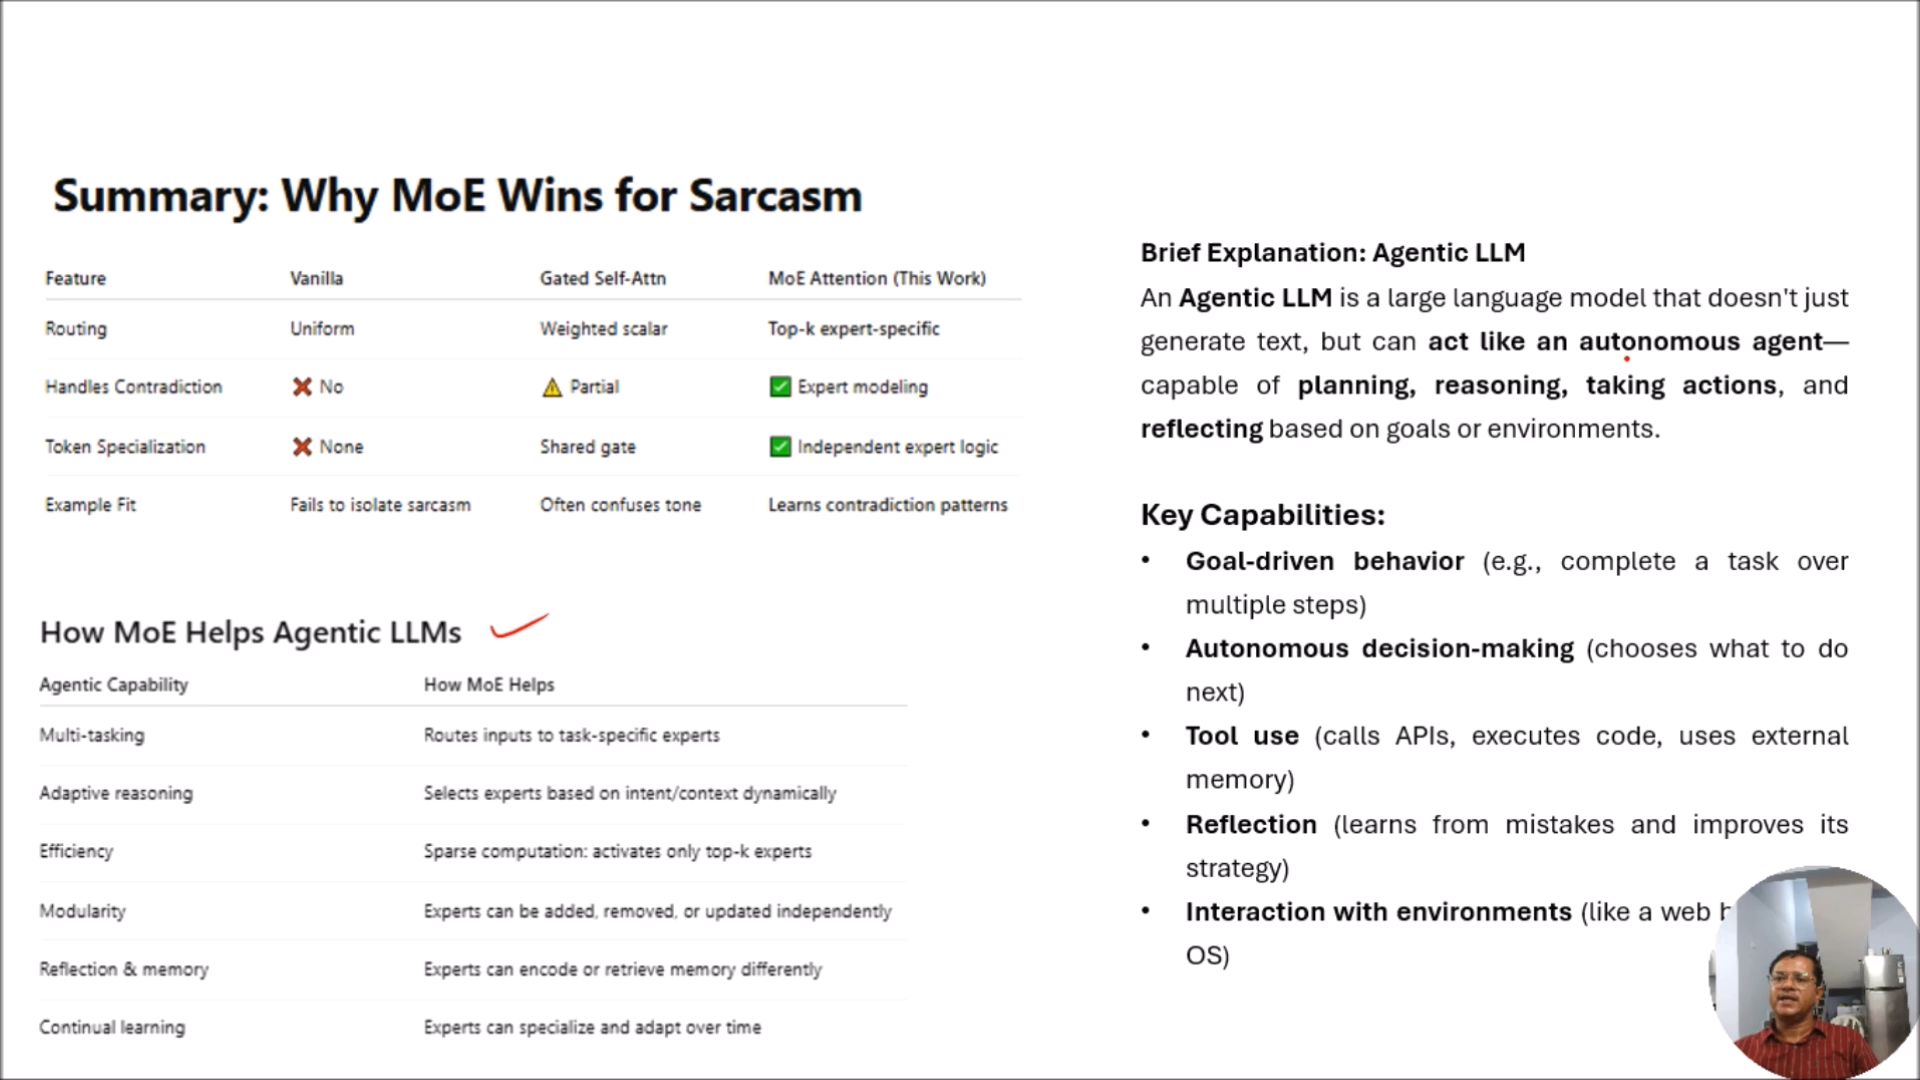 Summary: Why MoE Wins for Sarcasm
Feature Vanilla Gated Self-Attn MoE Attention (This Work)
Routing Uniform Weighted scalar Top-k expert-specific
Handles Contradiction ❌ No ⚠️ Partial ✅ Expert modeling
Token Specialization ❌ None Shared gate ✅ Independent expert logic
Example Fit Fails to isolate sarcasm Often confuses tone Learns contradiction patterns
How MoE Helps Agentic LLMs
Agentic Capability How MoE Helps
Multi-tasking Routes inputs to task-specific experts
Adaptive reasoning Selects experts based on intent/context dynamically
Efficiency Sparse computation: activates only top-k experts
Modularity Experts can be added, removed, or updated independently
Reflection & memory Experts can encode or retrieve memory differently
Continual learning Experts can specialize and adapt over time
Brief Explanation: Agentic LLM
An Agentic LLM is a large language model that doesn't just
generate text, but can act like an autonomous agent—
capable of planning, reasoning, taking actions, and
reflecting based on goals or environments.
Key Capabilities:
• Goal-driven behavior (e.g., complete a task over
multiple steps)
• Autonomous decision-making (chooses what to do
next)
• Tool use (calls APIs, executes code, uses external
memory)
• Reflection (learns from mistakes and improves its
strategy)
• Interaction with environments (like a web
OS)